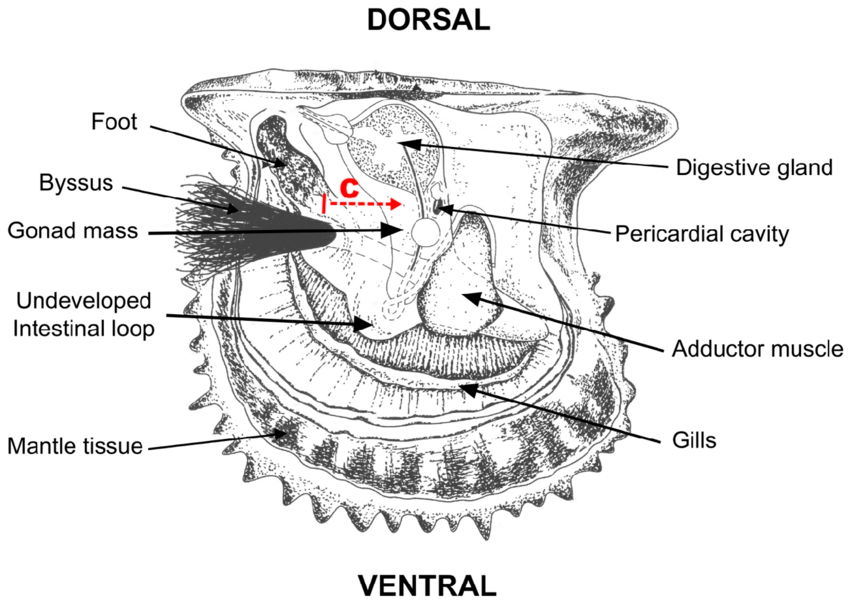 DORSAL
Foot
Digestive gland
Byssus
C
Gonad mass
Pericardial cavity
Undeveloped
Intestinal loop
Adductor muscle
Mantle tissue
Gills
VENTRAL